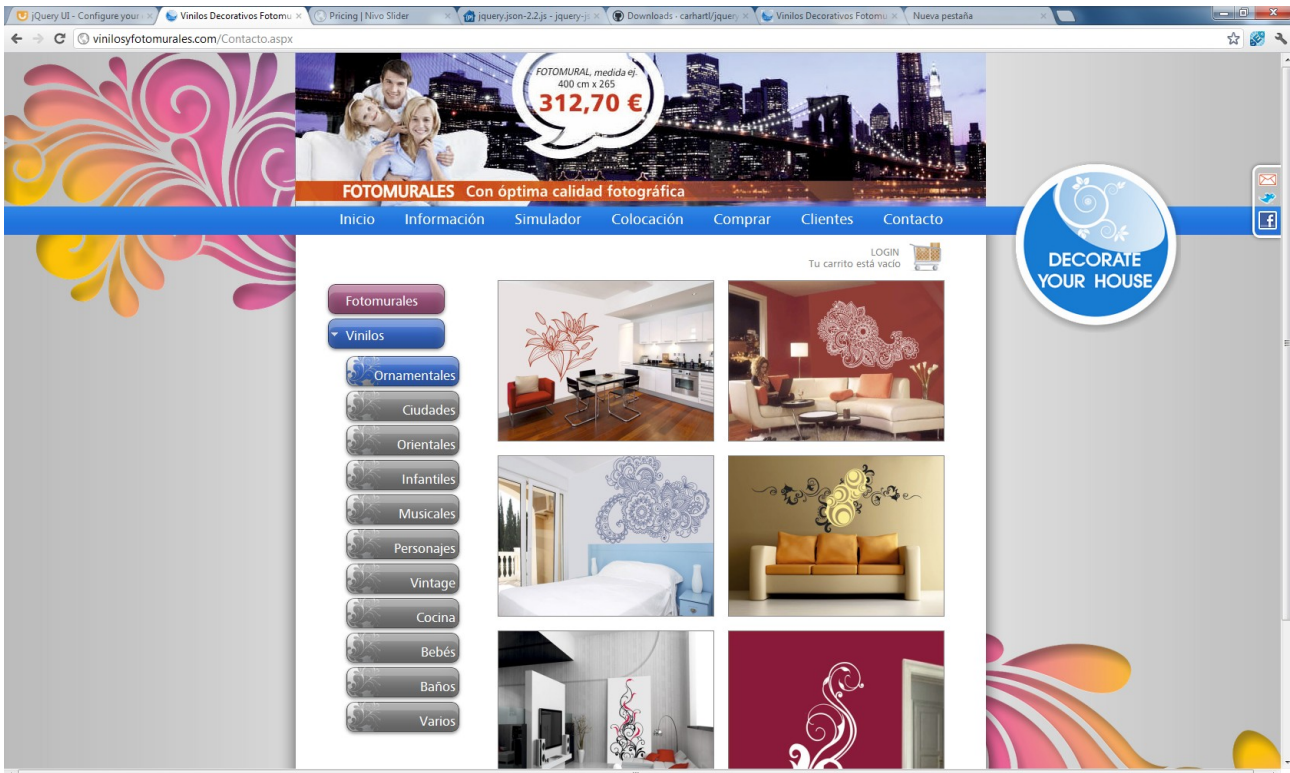 jQuery UI - Configure your
Vinilos Decorativos Fotomu
Pricing | Nivo Slider
jquery.json-2.2.js - jquery-j
Downloads - carhartl/jquery
Vinilos Decorativos Fotomu
Nueva pestaña
vinilosyfotomurales.com/Contacto.aspx
FOTOMURAL, medida ej.
400 cm x 265
312,70 €
FOTOMURALES Con óptima calidad fotográfica
Inicio Información Simulador Colocación Comprar Clientes Contacto
LOGIN
Tu carrito está vacío
DECORATE
YOUR HOUSE
Fotomurales
Vinilos
Ornamentales
Ciudades
Orientales
Infantiles
Musicales
Personajes
Vintage
Cocina
Bebés
Baños
Varios